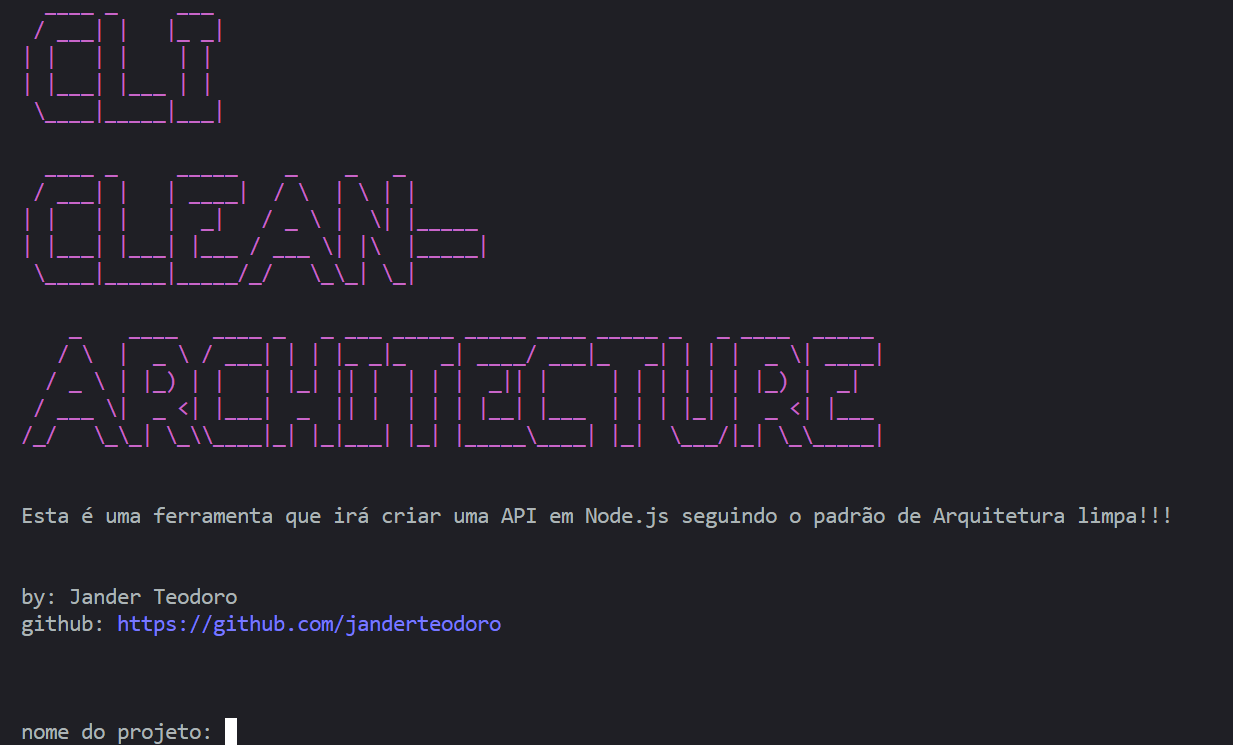 CLI
CLEAN-
ARCHITECTURE
Esta é uma ferramenta que irá criar uma API em Node.js seguindo o padrão de Arquitetura limpa!!!
by: Jander Teodoro
github: https://github.com/janderteodoro
nome do projeto: